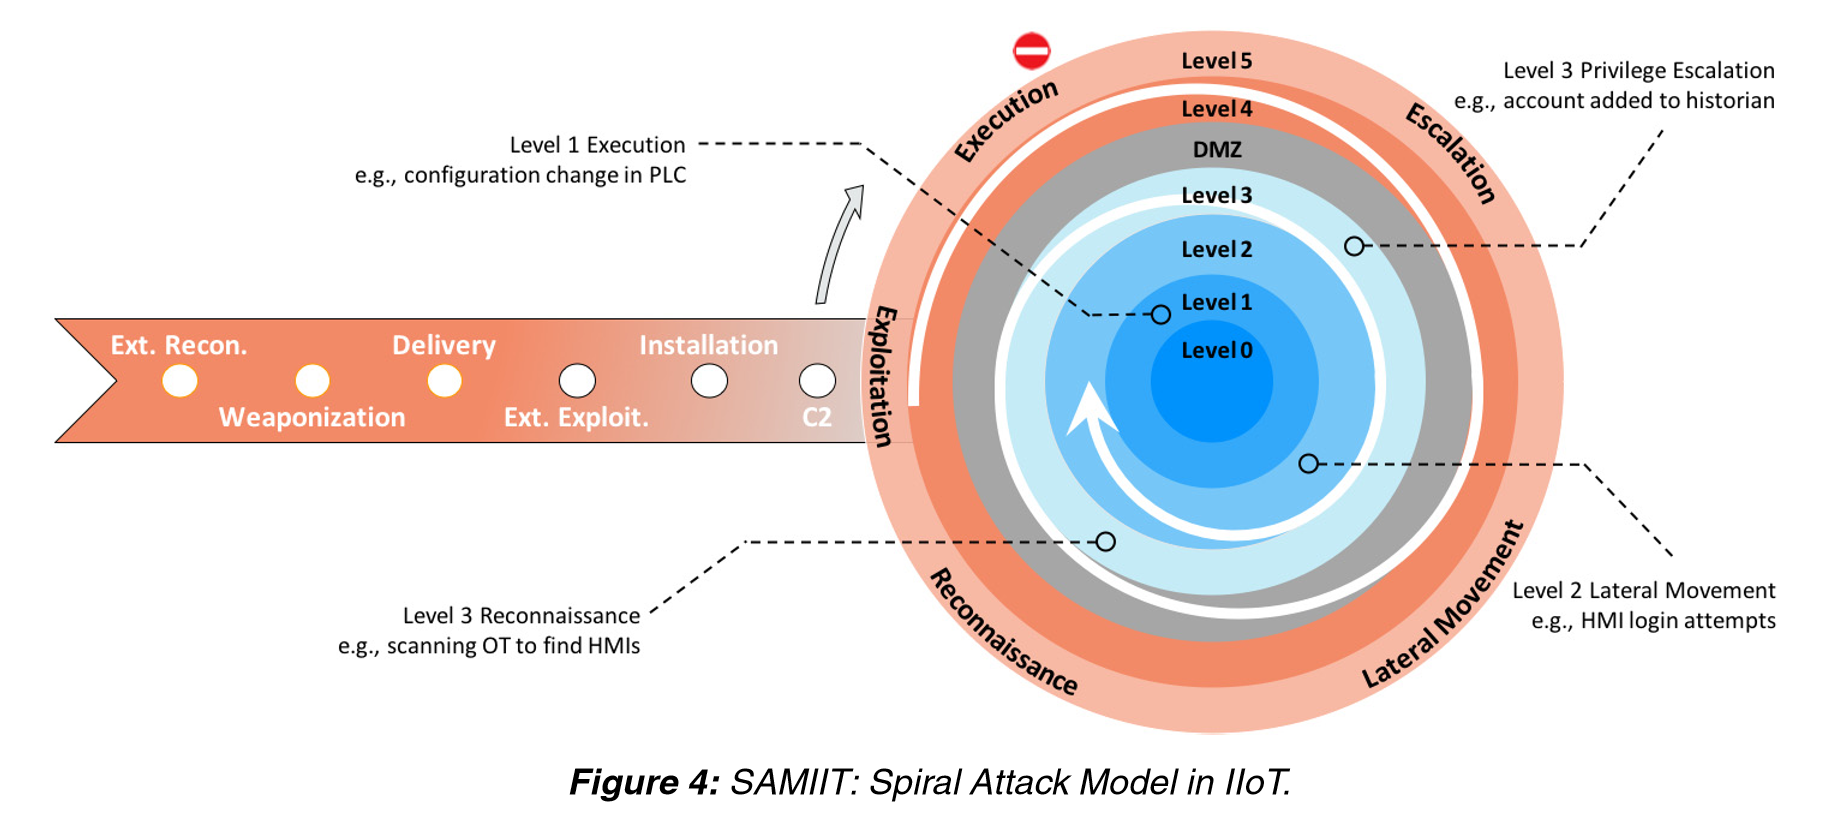 Level 5
Level 4
DMZ
Level 3
Level 2
Level 1
Level 0
Execution
Escalation
Exploitation
Reconnaissance
Lateral Movement
Level 3 Privilege Escalation
e.g., account added to historian
Level 1 Execution
e.g., configuration change in PLC
Ext. Recon.
Weaponization
Delivery
Ext. Exploit.
Installation
C2
Level 2 Lateral Movement
e.g., HMI login attempts
Level 3 Reconnaissance
e.g., scanning OT to find HMIs
Figure 4: SAMIIT: Spiral Attack Model in IIoT.